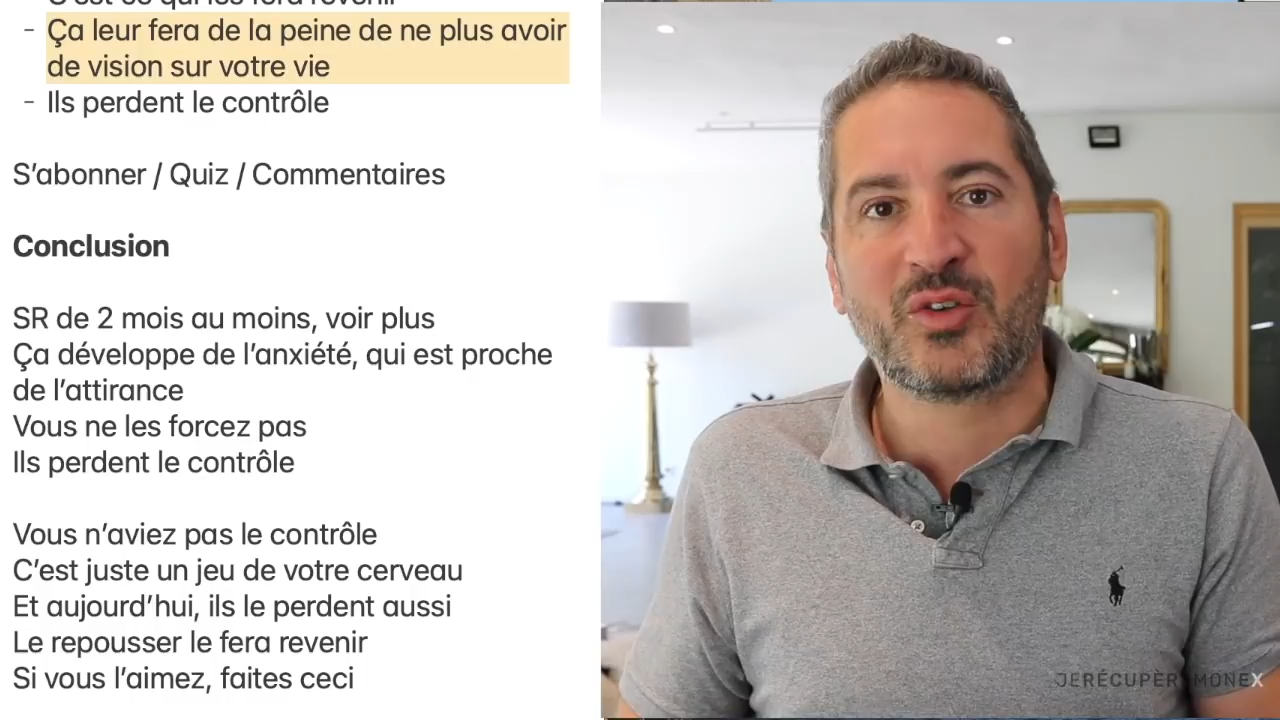 - Ça leur fera de la peine de ne plus avoir
de vision sur votre vie
- Ils perdent le contrôle
S'abonner / Quiz / Commentaires
Conclusion
SR de 2 mois au moins, voir plus
Ça développe de l'anxiété, qui est proche
de l'attirance
Vous ne les forcez pas
Ils perdent le contrôle
Vous n'aviez pas le contrôle
C'est juste un jeu de votre cerveau
Et aujourd'hui, ils le perdent aussi
Le repousser le fera revenir
Si vous l'aimez, faites ceci